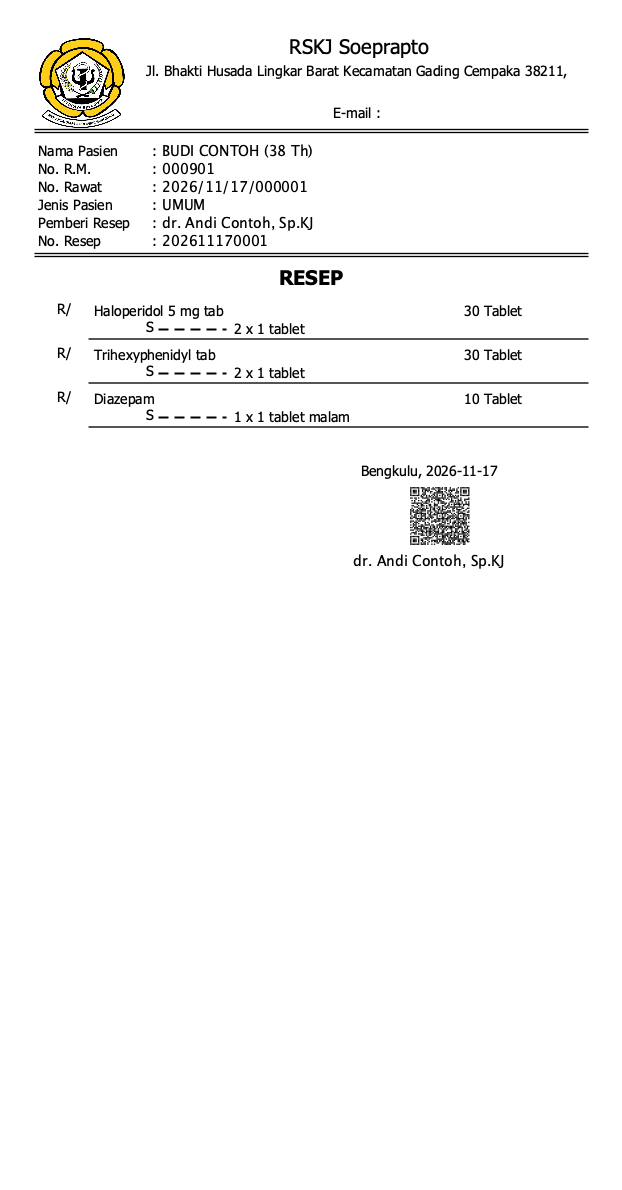 RSKJ Soeprapto
Jl. Bhakti Husada Lingkar Barat Kecamatan Gading Cempaka 38211,
E-mail :
Nama Pasien : BUDI CONTOH (38 Th)
No. R.M. : 000901
No. Rawat : 2026/11/17/000001
Jenis Pasien : UMUM
Pemberi Resep : dr. Andi Contoh, Sp.KJ
No. Resep : 202611170001
RESEP
R/ Haloperidol 5 mg tab 30 Tablet
S – – – – - 2 x 1 tablet
R/ Trihexyphenidyl tab 30 Tablet
S – – – – - 2 x 1 tablet
R/ Diazepam 10 Tablet
S – – – – - 1 x 1 tablet malam
Bengkulu, 2026-11-17
dr. Andi Contoh, Sp.KJ